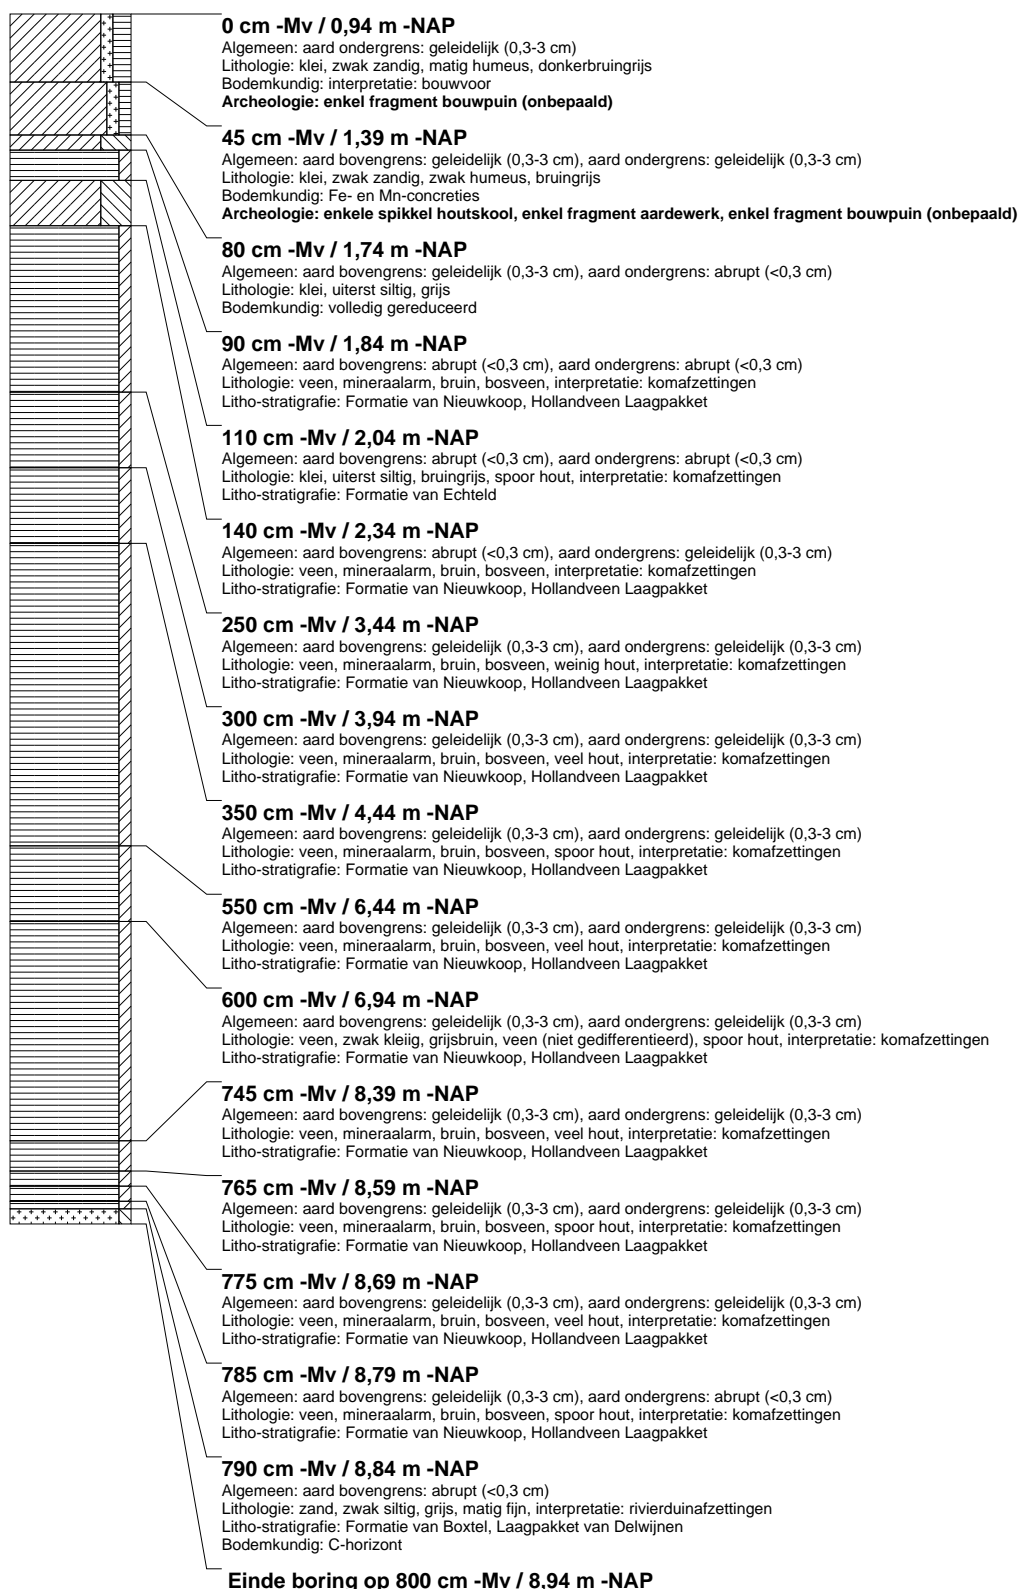 0 cm -Mv / 0,94 m -NAP
Algemeen: aard ondergrens: geleidelijk (0,3-3 cm)
Lithologie: klei, zwak zandig, matig humeus, donkerbruingrijs
Bodemkundig: interpretatie: bouwvoor
Archeologie: enkel fragment bouwpuin (onbepaald)
45 cm -Mv / 1,39 m -NAP
Algemeen: aard bovengrens: geleidelijk (0,3-3 cm), aard ondergrens: geleidelijk (0,3-3 cm)
Lithologie: klei, zwak zandig, zwak humeus, bruingrijs
Bodemkundig: Fe- en Mn-concreties
Archeologie: enkele spikkel houtskool, enkel fragment aardewerk, enkel fragment bouwpuin (onbepaald)
80 cm -Mv / 1,74 m -NAP
Algemeen: aard bovengrens: geleidelijk (0,3-3 cm), aard ondergrens: abrupt (<0,3 cm)
Lithologie: klei, uiterst siltig, grijs
Bodemkundig: volledig gereduceerd
90 cm -Mv / 1,84 m -NAP
Algemeen: aard bovengrens: abrupt (<0,3 cm), aard ondergrens: abrupt (<0,3 cm)
Lithologie: veen, mineraalarm, bruin, bosveen, interpretatie: komafzettingen
Litho-stratigrafie: Formatie van Nieuwkoop, Hollandveen Laagpakket
110 cm -Mv / 2,04 m -NAP
Algemeen: aard bovengrens: abrupt (<0,3 cm), aard ondergrens: abrupt (<0,3 cm)
Lithologie: klei, uiterst siltig, bruingrijs, spoor hout, interpretatie: komafzettingen
Litho-stratigrafie: Formatie van Echteld
140 cm -Mv / 2,34 m -NAP
Algemeen: aard bovengrens: abrupt (<0,3 cm), aard ondergrens: geleidelijk (0,3-3 cm)
Lithologie: veen, mineraalarm, bruin, bosveen, interpretatie: komafzettingen
Litho-stratigrafie: Formatie van Nieuwkoop, Hollandveen Laagpakket
250 cm -Mv / 3,44 m -NAP
Algemeen: aard bovengrens: geleidelijk (0,3-3 cm), aard ondergrens: geleidelijk (0,3-3 cm)
Lithologie: veen, mineraalarm, bruin, bosveen, weinig hout, interpretatie: komafzettingen
Litho-stratigrafie: Formatie van Nieuwkoop, Hollandveen Laagpakket
300 cm -Mv / 3,94 m -NAP
Algemeen: aard bovengrens: geleidelijk (0,3-3 cm), aard ondergrens: geleidelijk (0,3-3 cm)
Lithologie: veen, mineraalarm, bruin, bosveen, veel hout, interpretatie: komafzettingen
Litho-stratigrafie: Formatie van Nieuwkoop, Hollandveen Laagpakket
350 cm -Mv / 4,44 m -NAP
Algemeen: aard bovengrens: geleidelijk (0,3-3 cm), aard ondergrens: geleidelijk (0,3-3 cm)
Lithologie: veen, mineraalarm, bruin, bosveen, spoor hout, interpretatie: komafzettingen
Litho-stratigrafie: Formatie van Nieuwkoop, Hollandveen Laagpakket
550 cm -Mv / 6,44 m -NAP
Algemeen: aard bovengrens: geleidelijk (0,3-3 cm), aard ondergrens: geleidelijk (0,3-3 cm)
Lithologie: veen, mineraalarm, bruin, bosveen, veel hout, interpretatie: komafzettingen
Litho-stratigrafie: Formatie van Nieuwkoop, Hollandveen Laagpakket
600 cm -Mv / 6,94 m -NAP
Algemeen: aard bovengrens: geleidelijk (0,3-3 cm), aard ondergrens: geleidelijk (0,3-3 cm)
Lithologie: veen, zwak kleiig, grijsbruin, veen (niet gedifferentieerd), spoor hout, interpretatie: komafzettingen
Litho-stratigrafie: Formatie van Nieuwkoop, Hollandveen Laagpakket
745 cm -Mv / 8,39 m -NAP
Algemeen: aard bovengrens: geleidelijk (0,3-3 cm), aard ondergrens: geleidelijk (0,3-3 cm)
Lithologie: veen, mineraalarm, bruin, bosveen, veel hout, interpretatie: komafzettingen
Litho-stratigrafie: Formatie van Nieuwkoop, Hollandveen Laagpakket
765 cm -Mv / 8,59 m -NAP
Algemeen: aard bovengrens: geleidelijk (0,3-3 cm), aard ondergrens: geleidelijk (0,3-3 cm)
Lithologie: veen, mineraalarm, bruin, bosveen, spoor hout, interpretatie: komafzettingen
Litho-stratigrafie: Formatie van Nieuwkoop, Hollandveen Laagpakket
775 cm -Mv / 8,69 m -NAP
Algemeen: aard bovengrens: geleidelijk (0,3-3 cm), aard ondergrens: geleidelijk (0,3-3 cm)
Lithologie: veen, mineraalarm, bruin, bosveen, veel hout, interpretatie: komafzettingen
Litho-stratigrafie: Formatie van Nieuwkoop, Hollandveen Laagpakket
785 cm -Mv / 8,79 m -NAP
Algemeen: aard bovengrens: geleidelijk (0,3-3 cm), aard ondergrens: abrupt (<0,3 cm)
Lithologie: veen, mineraalarm, bruin, bosveen, spoor hout, interpretatie: komafzettingen
Litho-stratigrafie: Formatie van Nieuwkoop, Hollandveen Laagpakket
790 cm -Mv / 8,84 m -NAP
Algemeen: aard bovengrens: abrupt (<0,3 cm)
Lithologie: zand, zwak siltig, grijs, matig fijn, interpretatie: rivierduinafzettingen
Litho-stratigrafie: Formatie van Boxtel, Laagpakket van Delwijnen
Bodemkundig: C-horizont
Einde boring op 800 cm -Mv / 8,94 m -NAP